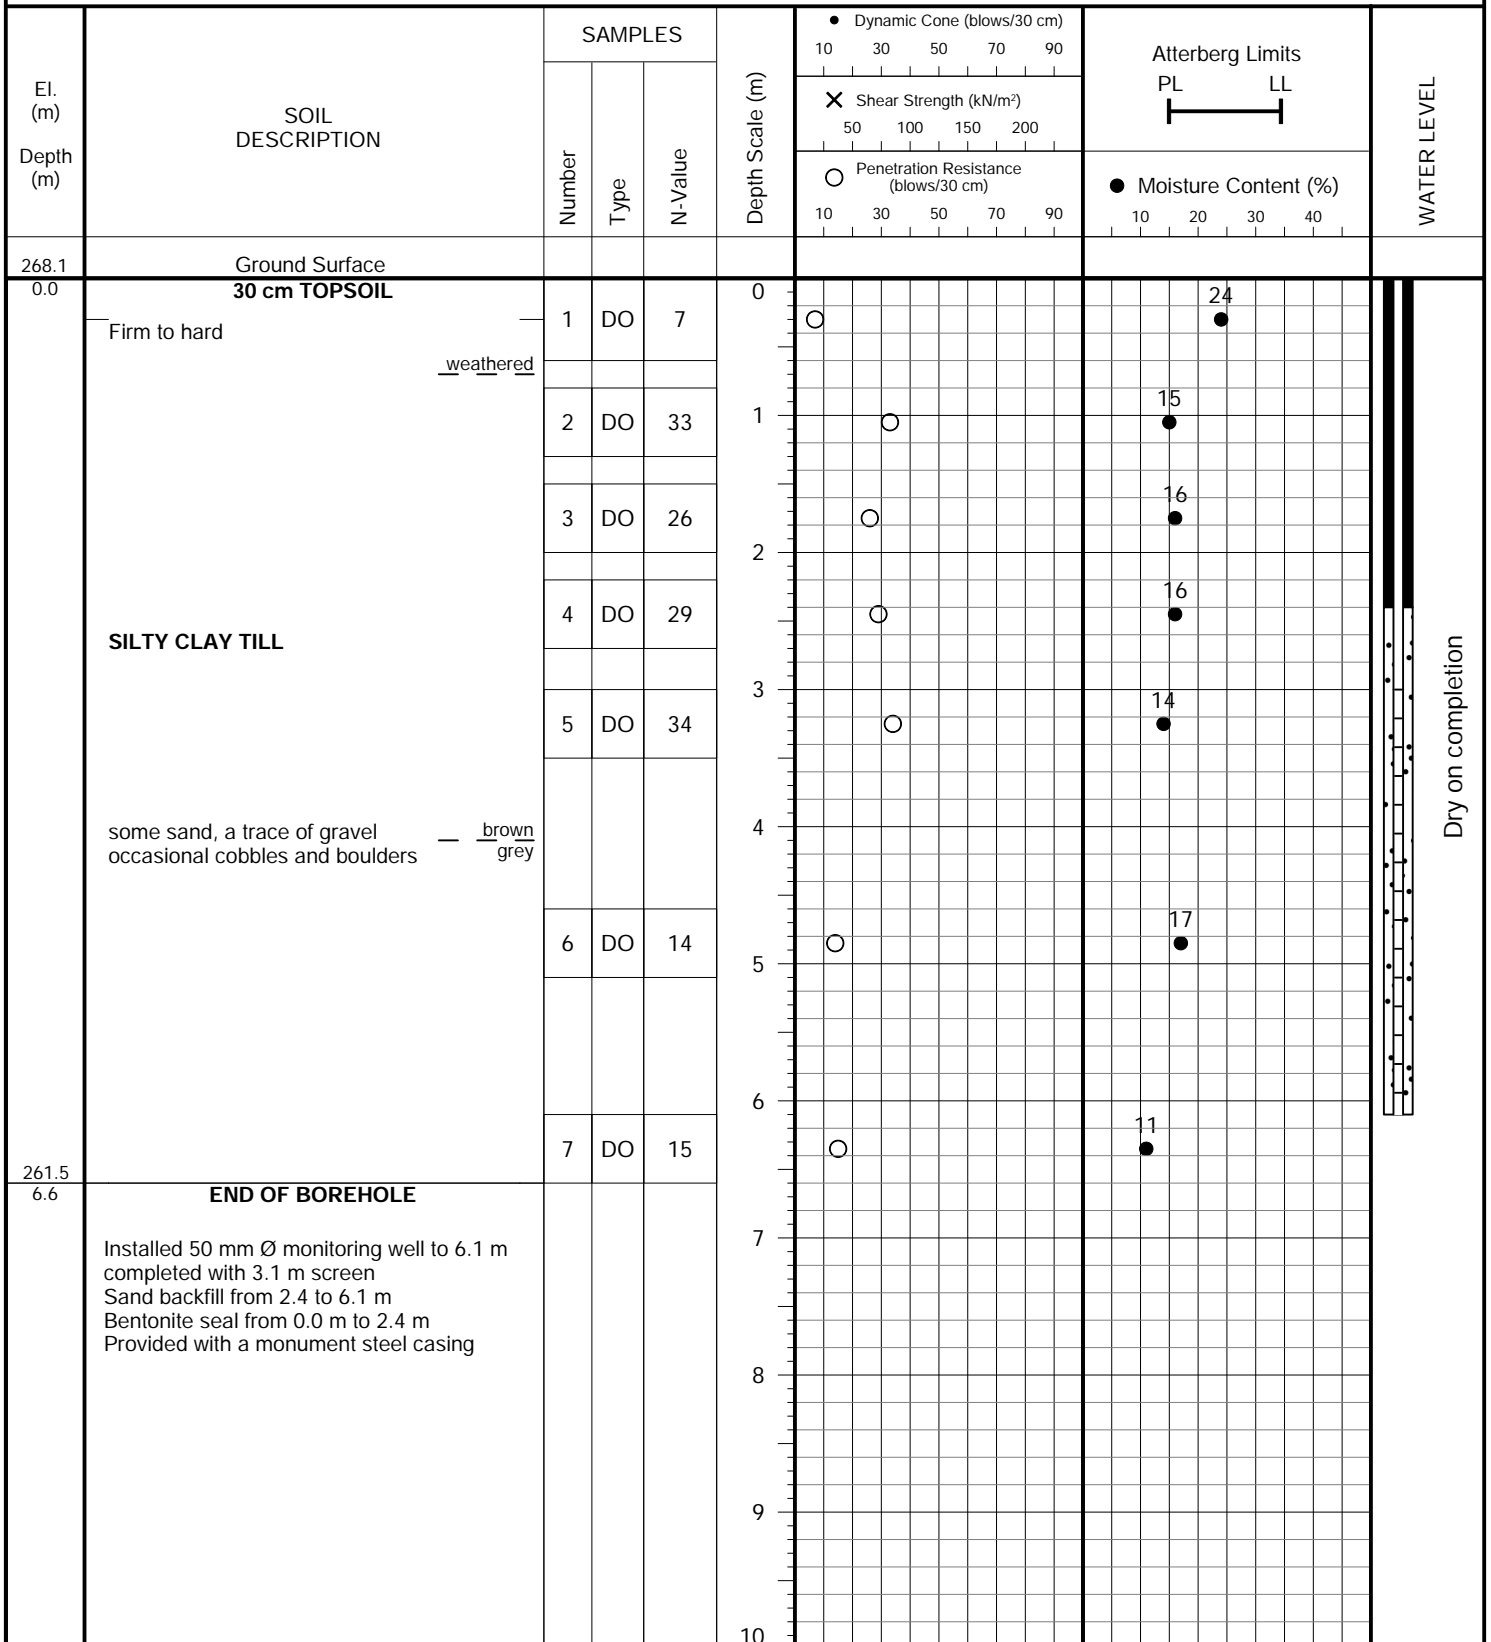 El.
(m)
Depth
(m)
SOIL
DESCRIPTION
SAMPLES
Number
Type
N-Value
Depth Scale (m)
Dynamic Cone (blows/30 cm)
10 30 50 70 90
Shear Strength (kN/m²)
50 100 150 200
Penetration Resistance
(blows/30 cm)
10 30 50 70 90
Atterberg Limits
PL LL
Moisture Content (%)
10 20 30 40
WATER LEVEL
268.1 Ground Surface
0.0 30 cm TOPSOIL 0 24
Firm to hard 1 DO 7
weathered
15
2 DO 33 1
16
3 DO 26
2
16
4 DO 29
SILTY CLAY TILL
3
14
5 DO 34
Dry on completion
some sand, a trace of gravel brown 4
occasional cobbles and boulders grey
17
6 DO 14
5
6
11
7 DO 15
261.5
6.6 END OF BOREHOLE
7
Installed 50 mm Ø monitoring well to 6.1 m
completed with 3.1 m screen
Sand backfill from 2.4 to 6.1 m
Bentonite seal from 0.0 m to 2.4 m
Provided with a monument steel casing
8
9
10